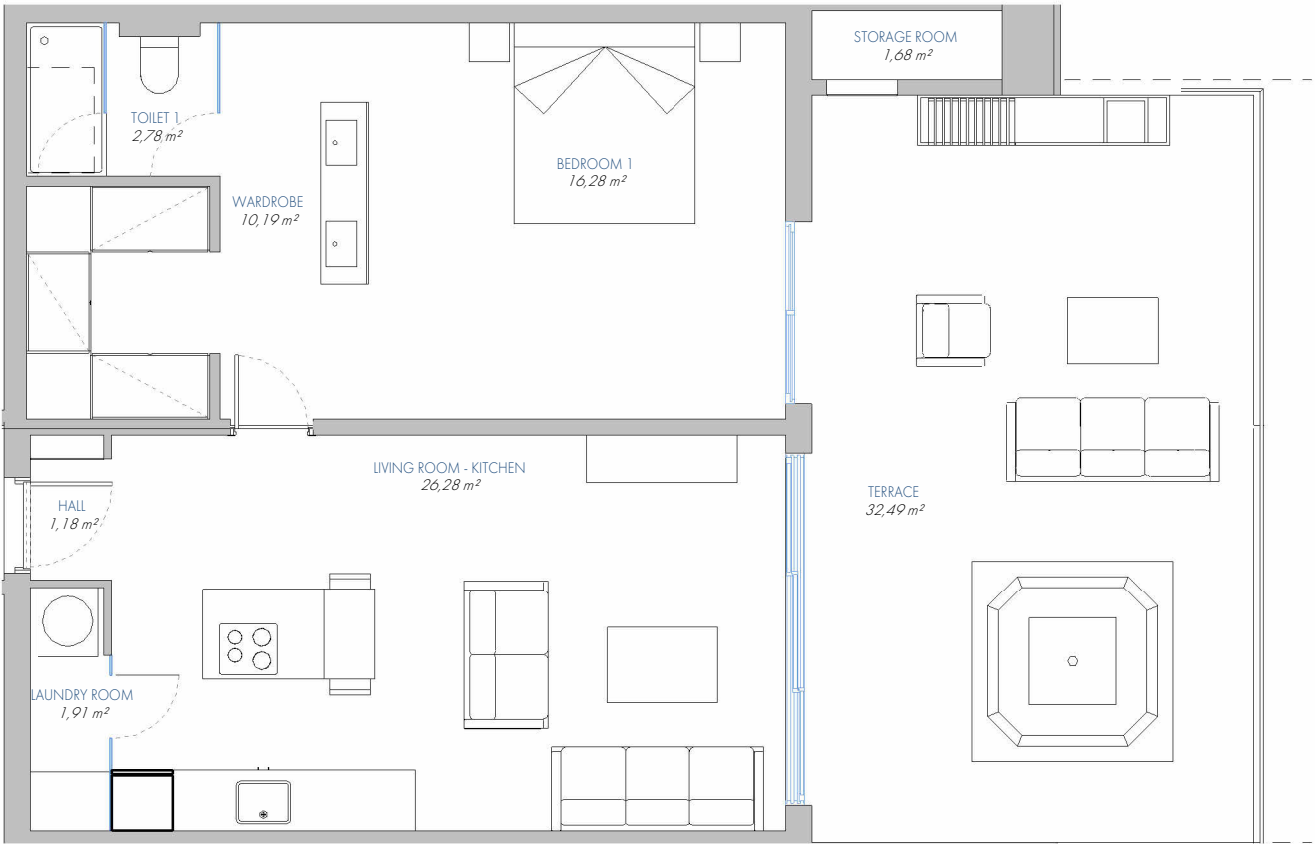 STORAGE ROOM
1,68 m²
TOILET 1
2,78 m²
BEDROOM 1
16,28 m²
WARDROBE
10,19 m²
LIVING ROOM - KITCHEN
26,28 m²
HALL
1,18 m²
TERRACE
32,49 m²
LAUNDRY ROOM
1,91 m²